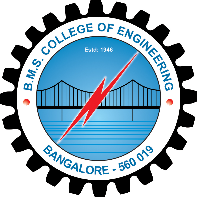 B.M.S. COLLEGE OF ENGINEERING
Estd: 1946
BANGALORE - 560 019